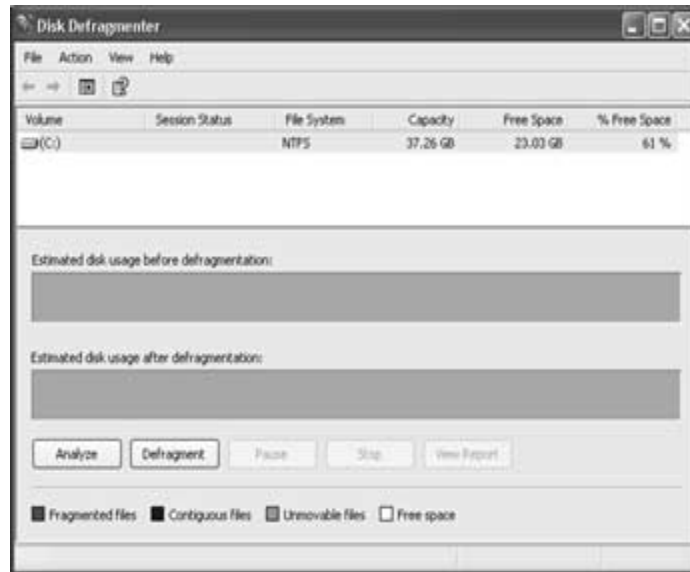 Disk Defragmenter
File Action View Help
Volume Session Status File System Capacity Free Space % Free Space
(C:) NTFS 37.26 GB 23.03 GB 61 %
Estimated disk usage before defragmentation:
Estimated disk usage after defragmentation:
Analyze Defragment Pause Stop View Report
Fragmented files Contiguous files Unmovable files Free space